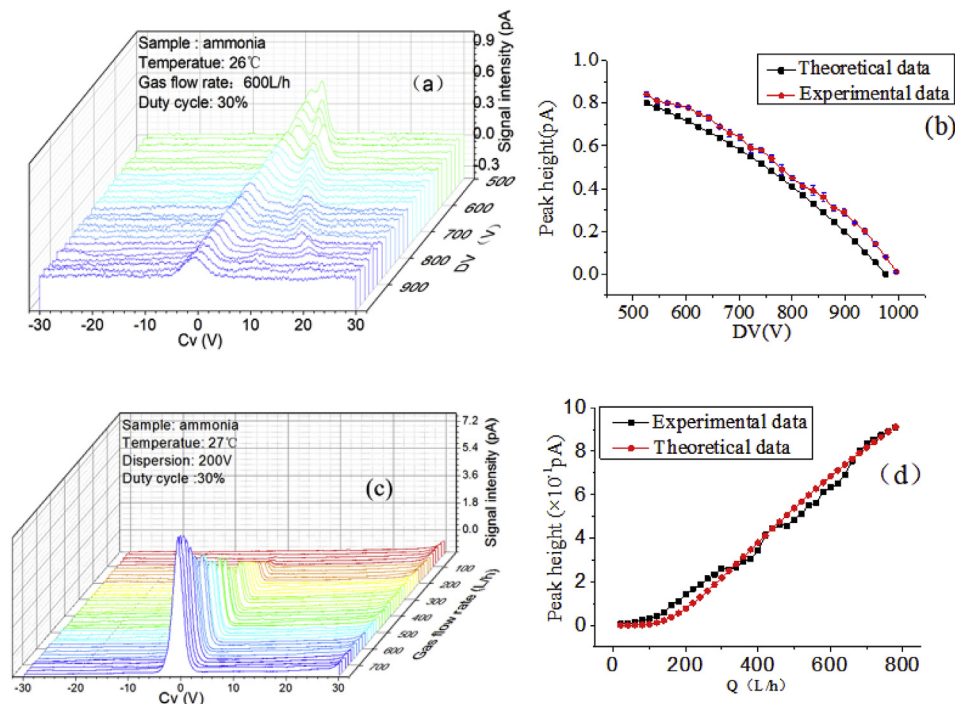 Sample : ammonia
Temperatue: 26℃
Gas flow rate: 600L/h
Duty cycle: 30%
(a)
0.9
0.6
0.3
0.0
0.3
Signal intensity (pA
500
600
700
800
900
DV (V)
-30
-20
-10
0
10
20
30
Cv (V)
Theoretical data
Experimental data
(b)
1.0
0.8
0.6
0.4
0.2
0.0
Peak height(pA)
500
600
700
800
900
1000
DV(V)
Sample: ammonia
Temperatue: 27℃
Dispersion: 200V
Duty cycle :30%
(c)
7.2
5.6
3.6
1.4
0.0
Signal intensity (pA)
100
200
300
400
500
600
700
Gas flow rate (L/h)
-30
-20
-10
0
10
20
30
Cv (V)
Experimental data
Theoretical data
(d)
10
8
6
4
2
0
Peak height (×10⁻¹pA)
0
200
400
600
800
Q (L/h)